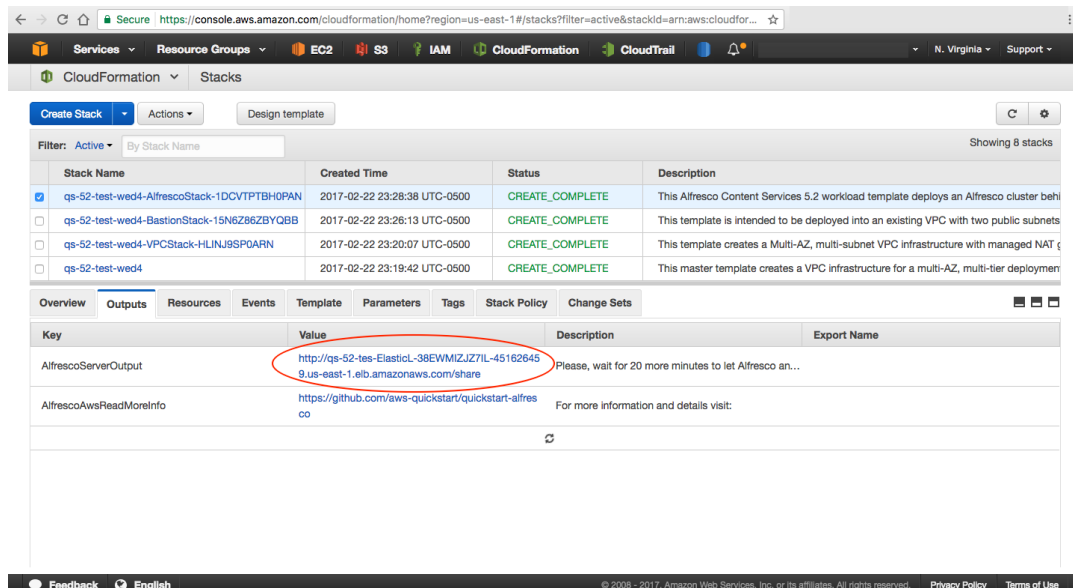 Secure https://console.aws.amazon.com/cloudformation/home?region=us-east-1#/stacks?filter=active&stackId=arn:aws:cloudfor...
Services Resource Groups EC2 S3 IAM CloudFormation CloudTrail N. Virginia Support
CloudFormation Stacks
Create Stack Actions Design template
Filter: Active By Stack Name Showing 8 stacks
Stack Name Created Time Status Description
qs-52-test-wed4-AlfrescoStack-1DCVTPTBH0PAN 2017-02-22 23:28:38 UTC-0500 CREATE_COMPLETE This Alfresco Content Services 5.2 workload template deploys an Alfresco cluster behi
qs-52-test-wed4-BastionStack-15N6Z86ZBYQBB 2017-02-22 23:26:13 UTC-0500 CREATE_COMPLETE This template is intended to be deployed into an existing VPC with two public subnets
qs-52-test-wed4-VPCStack-HLINJ9SP0ARN 2017-02-22 23:20:07 UTC-0500 CREATE_COMPLETE This template creates a Multi-AZ, multi-subnet VPC infrastructure with managed NAT g
qs-52-test-wed4 2017-02-22 23:19:42 UTC-0500 CREATE_COMPLETE This master template creates a VPC infrastructure for a multi-AZ, multi-tier deploymen
Overview Outputs Resources Events Template Parameters Tags Stack Policy Change Sets
Key Value Description Export Name
AlfrescoServerOutput http://qs-52-tes-ElasticL-38EWMIZJZ7IL-45162645
9.us-east-1.elb.amazonaws.com/share Please, wait for 20 more minutes to let Alfresco an...
AlfrescoAwsReadMoreInfo https://github.com/aws-quickstart/quickstart-alfres
co For more information and details visit:
Feedback English © 2008 - 2017, Amazon Web Services, Inc. or its affiliates. All rights reserved. Privacy Policy Terms of Use